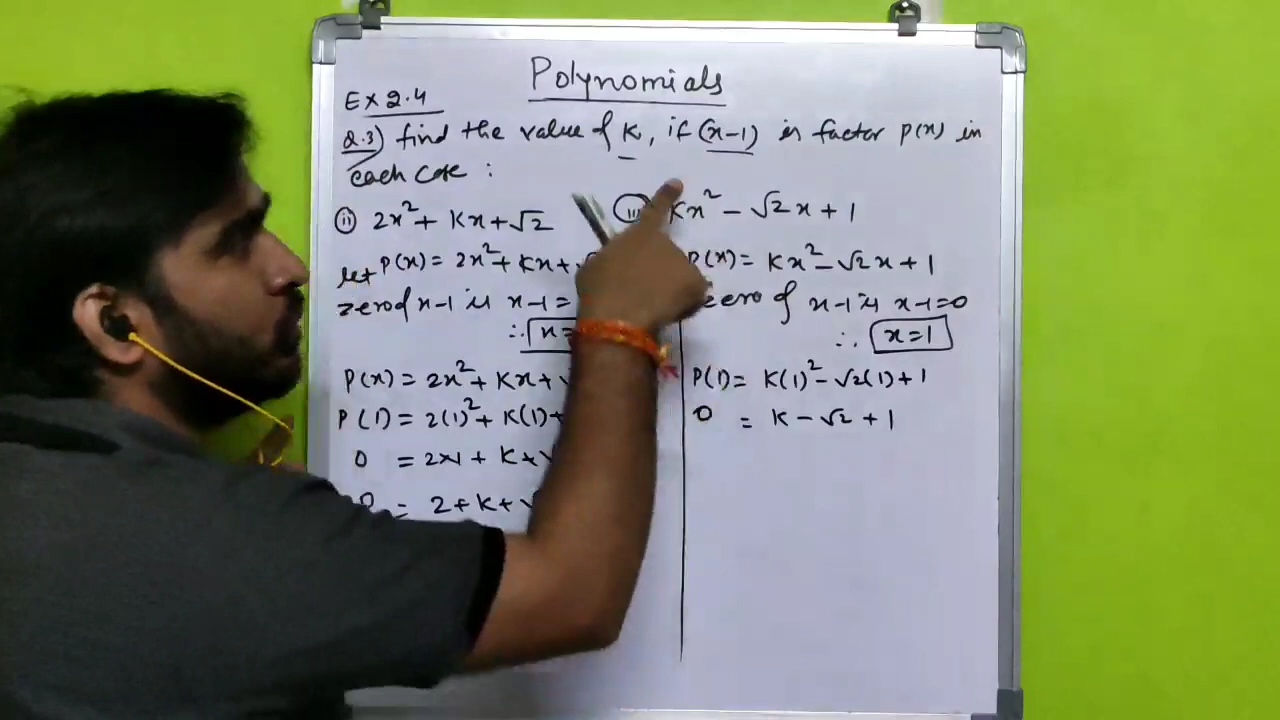 Polynomials
Ex 2.4
Q.3) find the value of K, if (x-1) is factor P(x) in
each case :
(ii) 2x² + Kx + √2
let P(x) = 2x² + Kx +
zero of x-1 is x-1 =
∴ x=
P(x) = 2x² + Kx + √
P(1) = 2(1)² + K(1) +
0 = 2×1 + K + √
0 = 2 + K + √
(iii) Kx² - √2x + 1
P(x) = Kx² - √2x + 1
zero of x-1 is x-1=0
∴ x=1
P(1) = K(1)² - √2(1) + 1
0 = K - √2 + 1